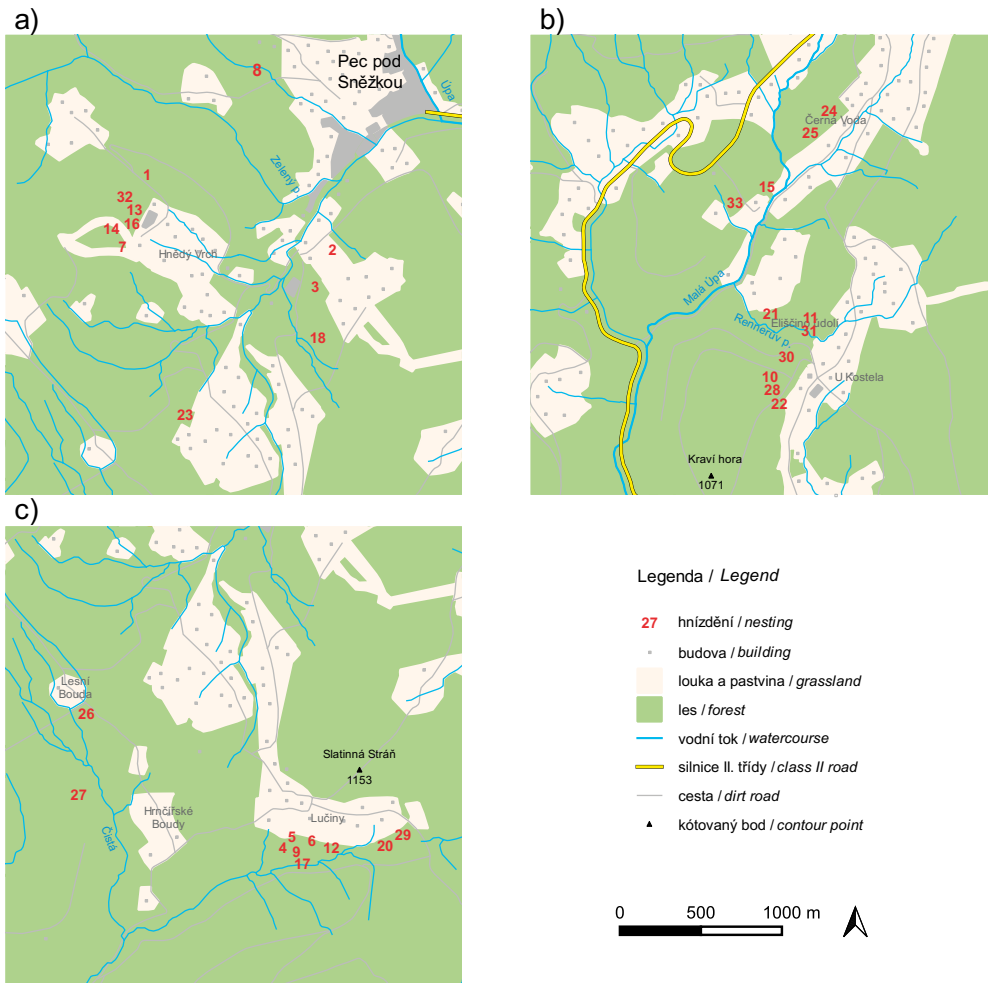 a)
Pec pod
Sněžkou
Úpa
8
Zelený p.
1
32
13
14
16
7
Hnědý Vrch
2
3
18
23
b)
24
Černá Voda
25
15
33
Malá Úpa
21
11
Eliščino údolí
31
Rennerův p.
30
10
U Kostela
28
22
Kraví hora
1071
c)
Lesní
Bouda
26
27
Čistá
Hrnčířské
Boudy
Slatinná Stráň
1153
Lučiny
5
6
29
4
9
12
20
17
Legenda / Legend
27 hnízdění / nesting
budova / building
louka a pastvina / grassland
les / forest
vodní tok / watercourse
silnice II. třídy / class II road
cesta / dirt road
kótovaný bod / contour point
0 500 1000 m